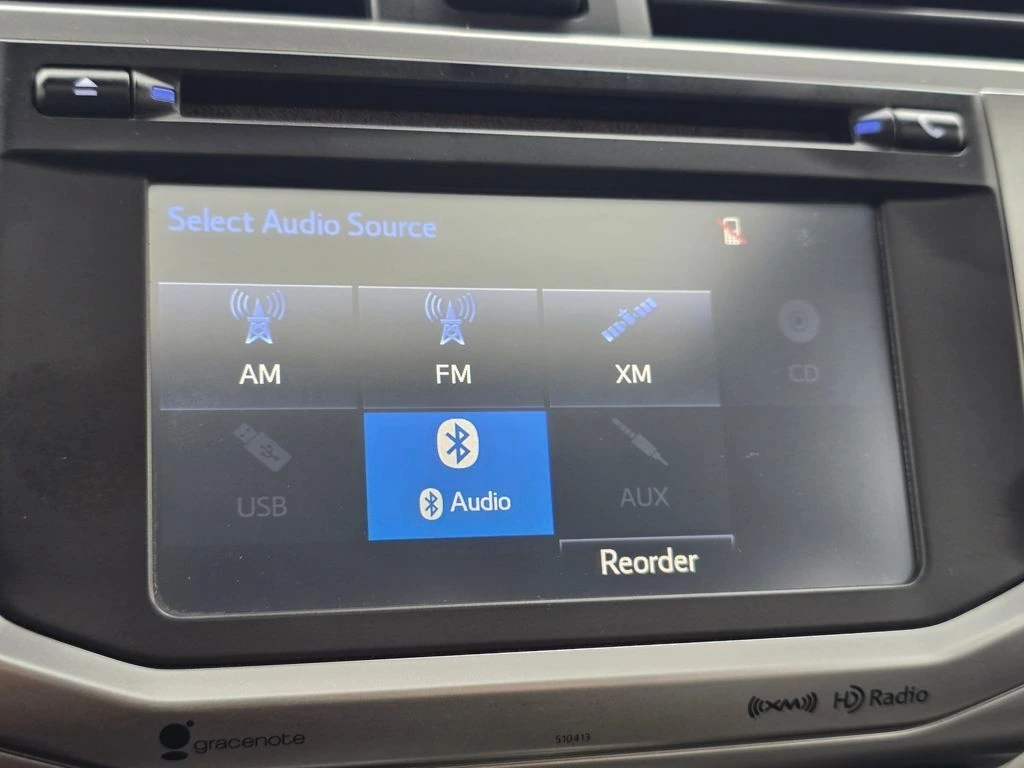 Select Audio Source
AM
FM
XM
CD
USB
Audio
AUX
Reorder
((XM))
HD Radio
gracenote
510413